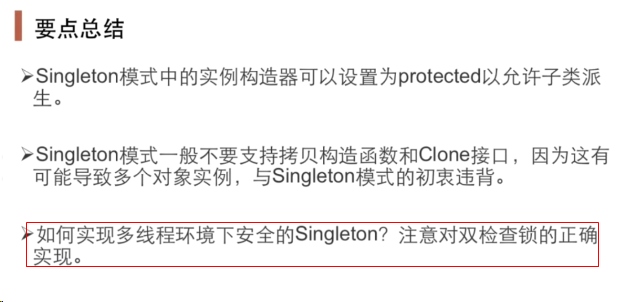 要点总结
➢Singleton模式中的实例构造器可以设置为protected以允许子类派
生。
➢Singleton模式一般不要支持拷贝构造函数和Clone接口，因为这有
可能导致多个对象实例，与Singleton模式的初衷违背。
➢如何实现多线程环境下安全的Singleton？注意对双检查锁的正确
实现。